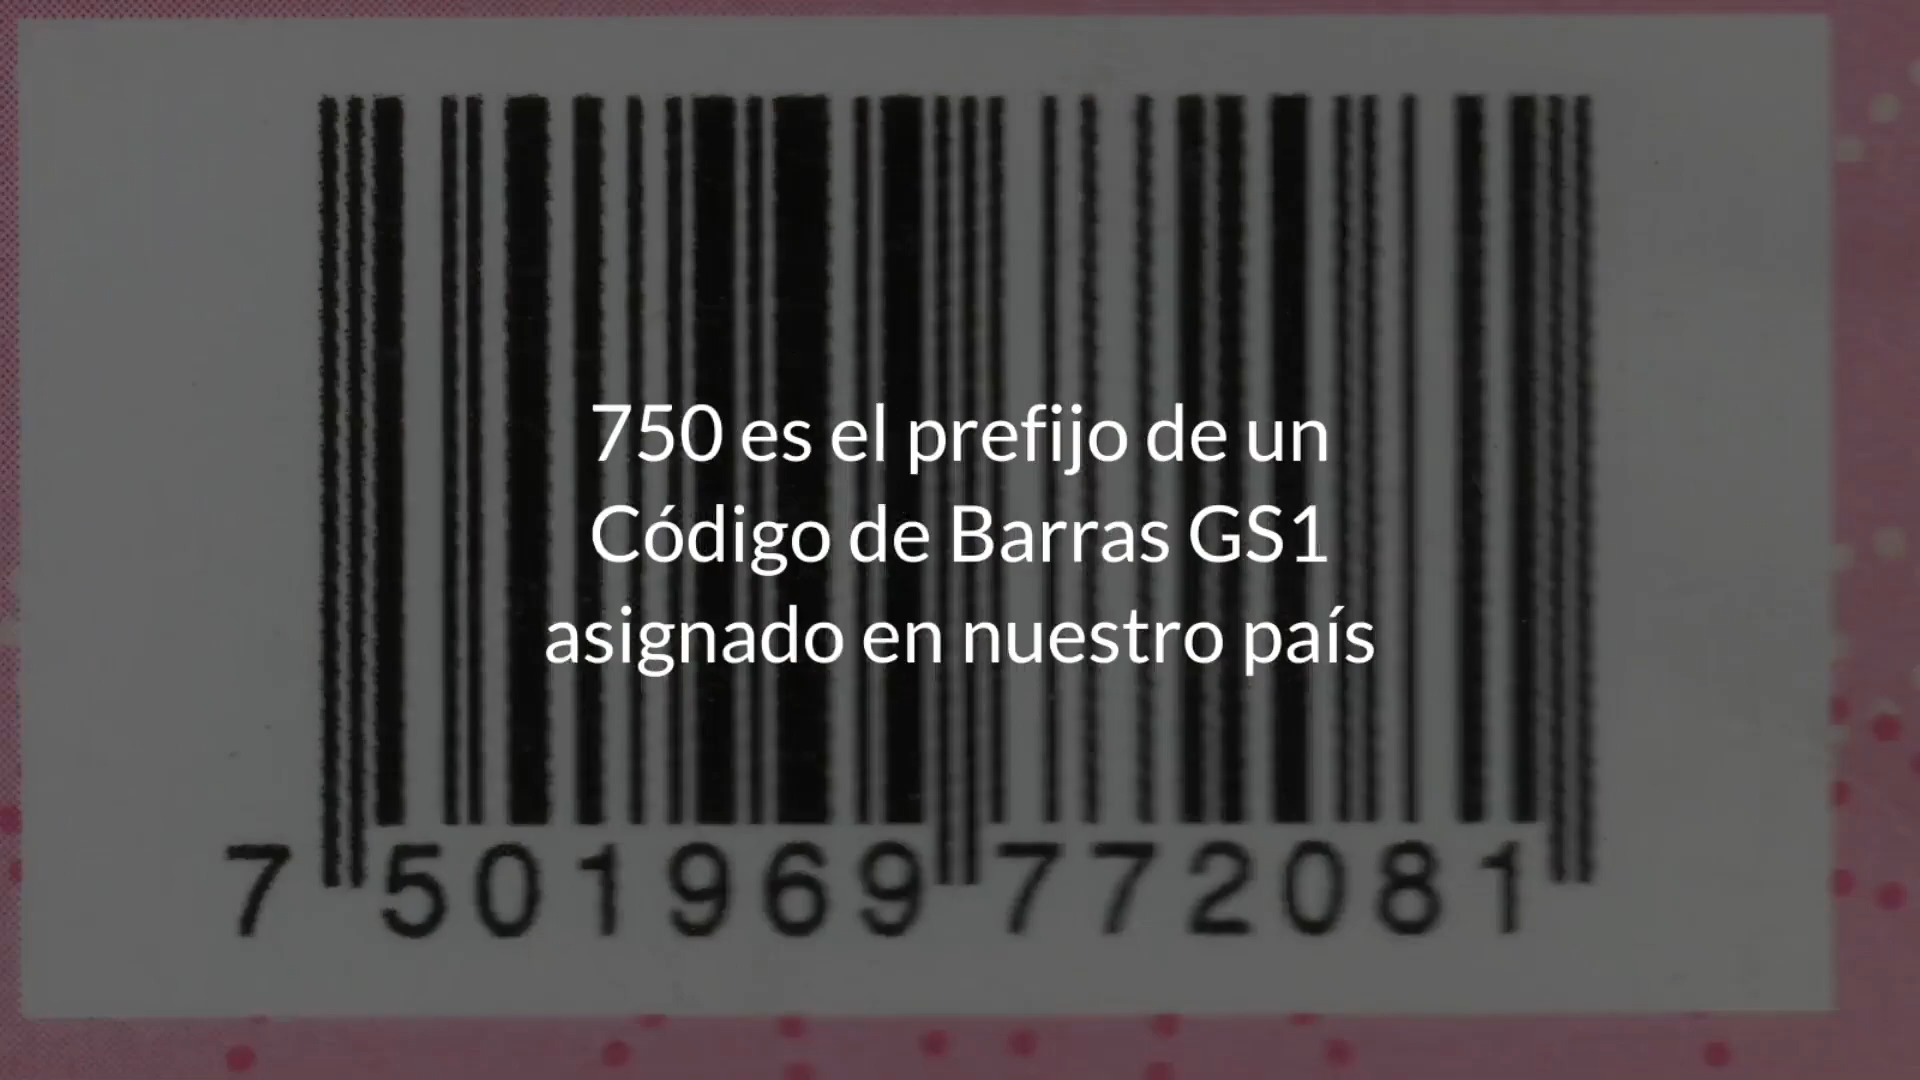 750 es el prefijo de un
Código de Barras GS1
asignado en nuestro país
7 501969 772081